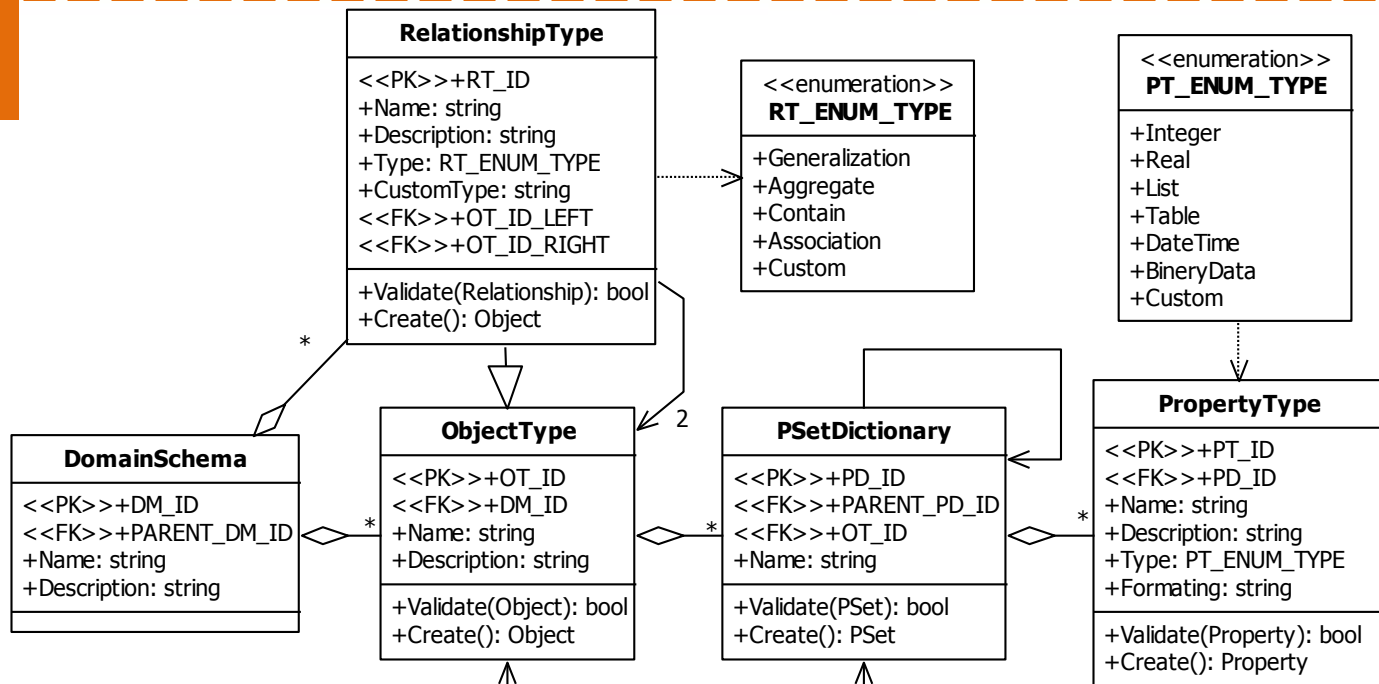 RelationshipType
<<PK>>+RT_ID
+Name: string
+Description: string
+Type: RT_ENUM_TYPE
+CustomType: string
<<FK>>+OT_ID_LEFT
<<FK>>+OT_ID_RIGHT
+Validate(Relationship): bool
+Create(): Object
<<enumeration>>
RT_ENUM_TYPE
+Generalization
+Aggregate
+Contain
+Association
+Custom
<<enumeration>>
PT_ENUM_TYPE
+Integer
+Real
+List
+Table
+DateTime
+BineryData
+Custom
*
2
DomainSchema
<<PK>>+DM_ID
<<FK>>+PARENT_DM_ID
+Name: string
+Description: string
*
ObjectType
<<PK>>+OT_ID
<<FK>>+DM_ID
+Name: string
+Description: string
+Validate(Object): bool
+Create(): Object
*
PSetDictionary
<<PK>>+PD_ID
<<FK>>+PARENT_PD_ID
<<FK>>+OT_ID
+Name: string
+Validate(PSet): bool
+Create(): PSet
*
PropertyType
<<PK>>+PT_ID
<<FK>>+PD_ID
+Name: string
+Description: string
+Type: PT_ENUM_TYPE
+Formating: string
+Validate(Property): bool
+Create(): Property